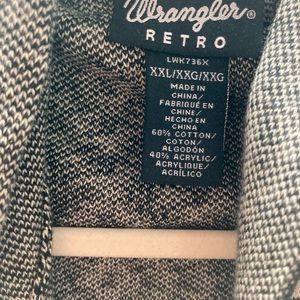 Wrangler®
RETRO
LWK736X
XXL/XXG/XXG
MADE IN
CHINA/
FABRIQUÉ EN
CHINE/
HECHO EN
CHINA
60% COTTON/
COTON/
ALGODÓN
40% ACRYLIC/
ACRYLIQUE/
ACRÍLICO